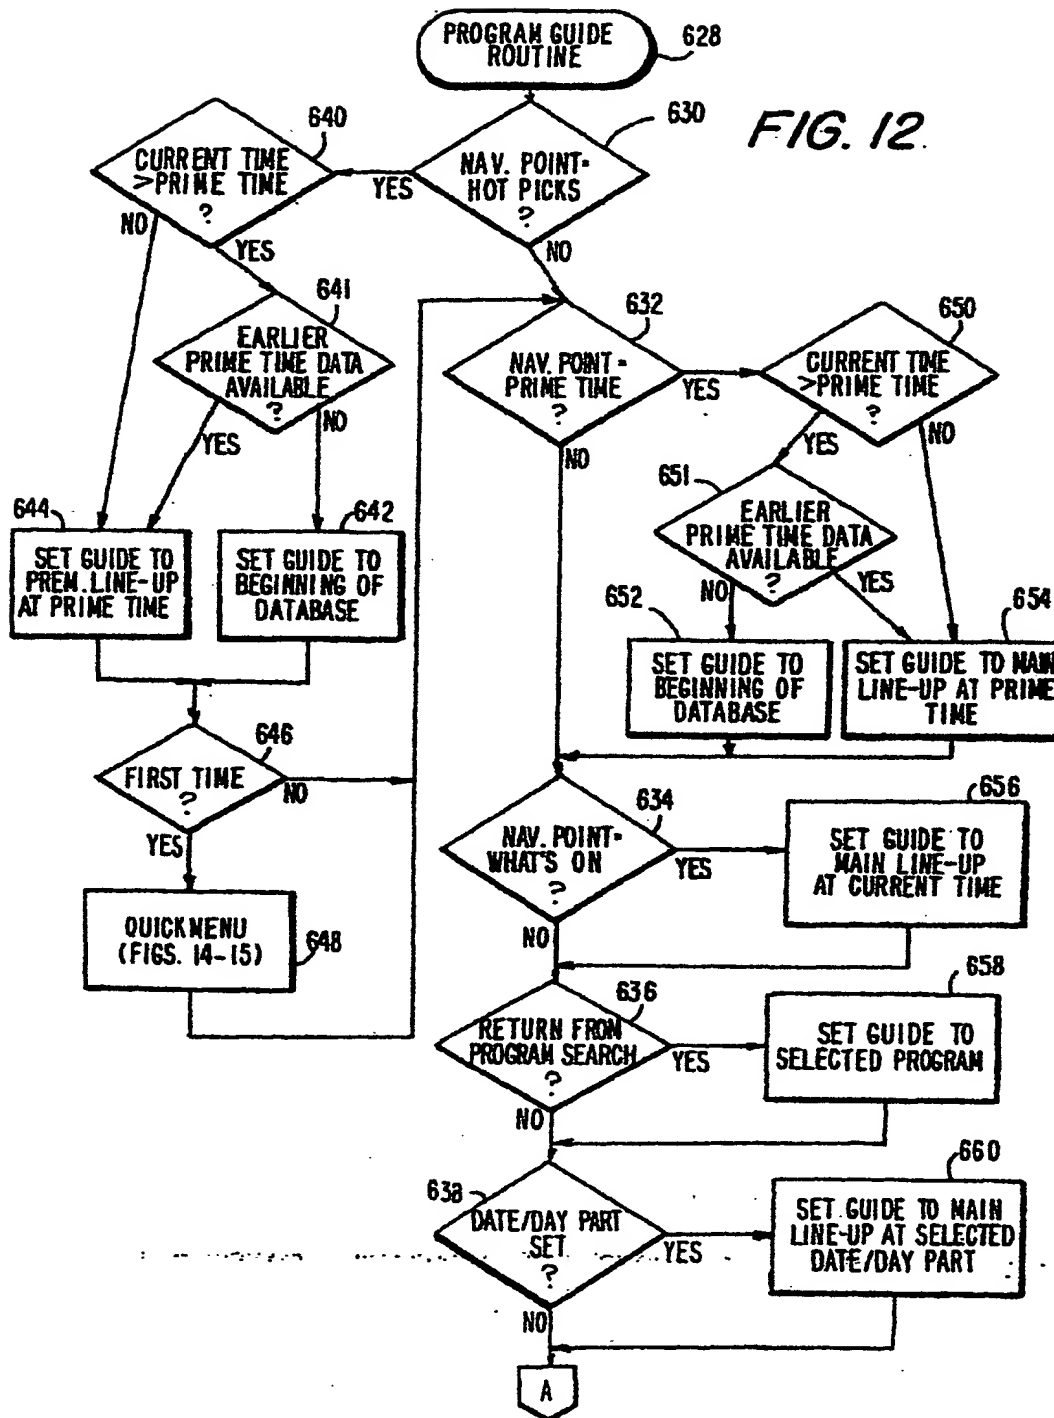 PROGRAM GUIDE
ROUTINE
628
FIG. 12
630
NAV. POINT=
HOT PICKS
?
YES
NO
640
CURRENT TIME
>PRIME TIME
?
NO
YES
641
EARLIER
PRIME TIME DATA
AVAILABLE
?
YES
NO
632
NAV. POINT=
PRIME TIME
?
YES
NO
650
CURRENT TIME
>PRIME TIME
?
YES
NO
651
EARLIER
PRIME TIME DATA
AVAILABLE
?
NO
YES
644
SET GUIDE TO
PREM. LINE-UP
AT PRIME TIME
642
SET GUIDE TO
BEGINNING OF
DATABASE
652
SET GUIDE TO
BEGINNING OF
DATABASE
654
SET GUIDE TO MAIN
LINE-UP AT PRIME
TIME
646
FIRST TIME
?
NO
YES
634
NAV. POINT=
WHAT'S ON
?
YES
NO
656
SET GUIDE TO
MAIN LINE-UP
AT CURRENT TIME
QUICKMENU
(FIGS. 14-15)
648
636
RETURN FROM
PROGRAM SEARCH
?
YES
NO
658
SET GUIDE TO
SELECTED PROGRAM
638
DATE/DAY PART
SET
?
YES
NO
660
SET GUIDE TO MAIN
LINE-UP AT SELECTED
DATE/DAY PART
A